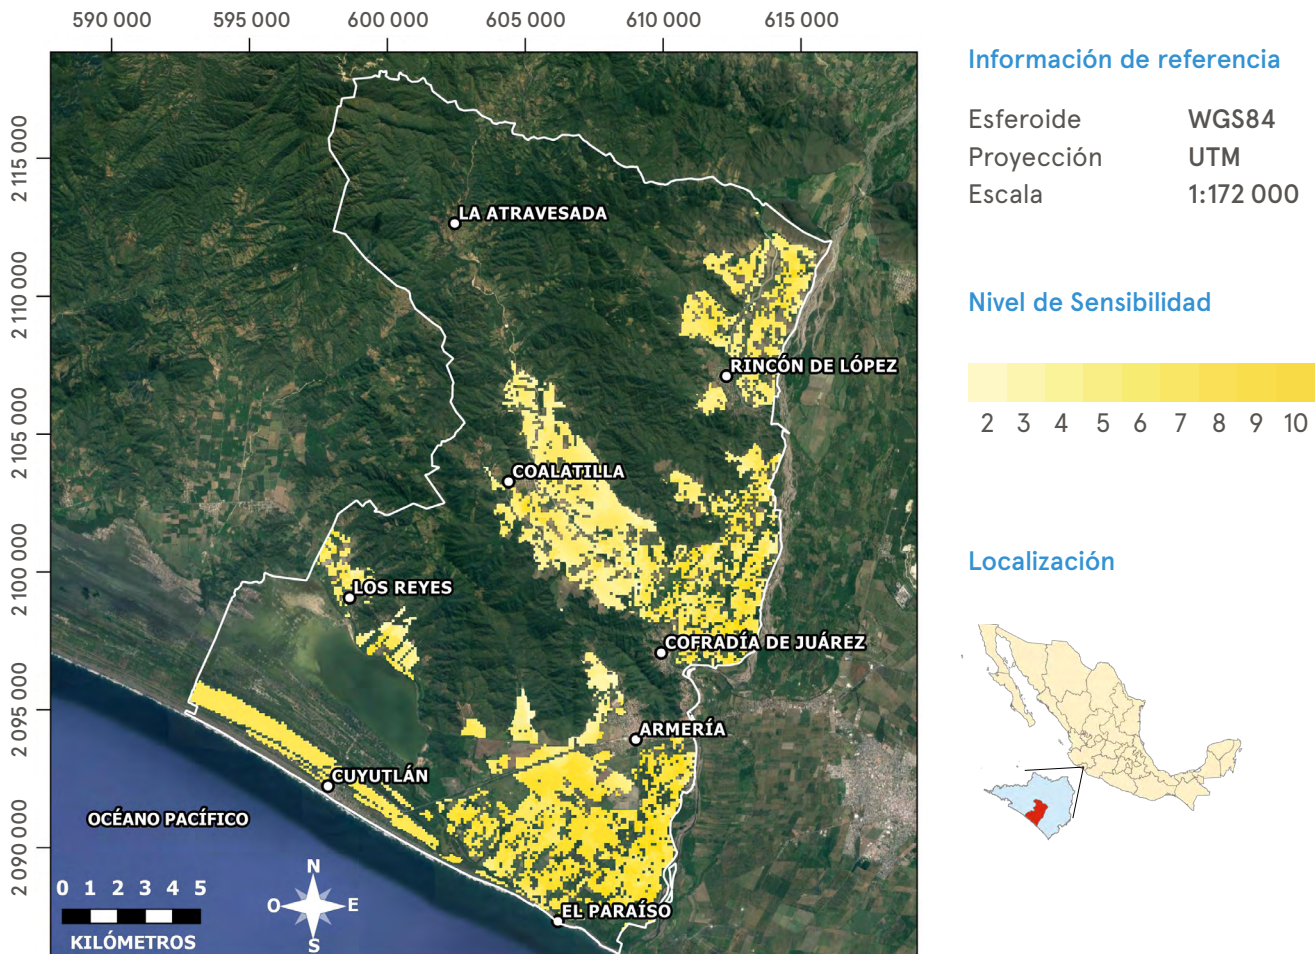 590 000 595 000 600 000 605 000 610 000 615 000
2 115 000
2 110 000
2 105 000
2 100 000
2 095 000
2 090 000
LA ATRAVESADA
RINCÓN DE LÓPEZ
COALATILLA
LOS REYES
COFRADÍA DE JUÁREZ
ARMERÍA
CUYUTLÁN
OCÉANO PACÍFICO
EL PARAÍSO
0 1 2 3 4 5
KILÓMETROS
N
O E
S
Información de referencia
Esferoide WGS84
Proyección UTM
Escala 1:172 000
Nivel de Sensibilidad
2 3 4 5 6 7 8 9 10
Localización